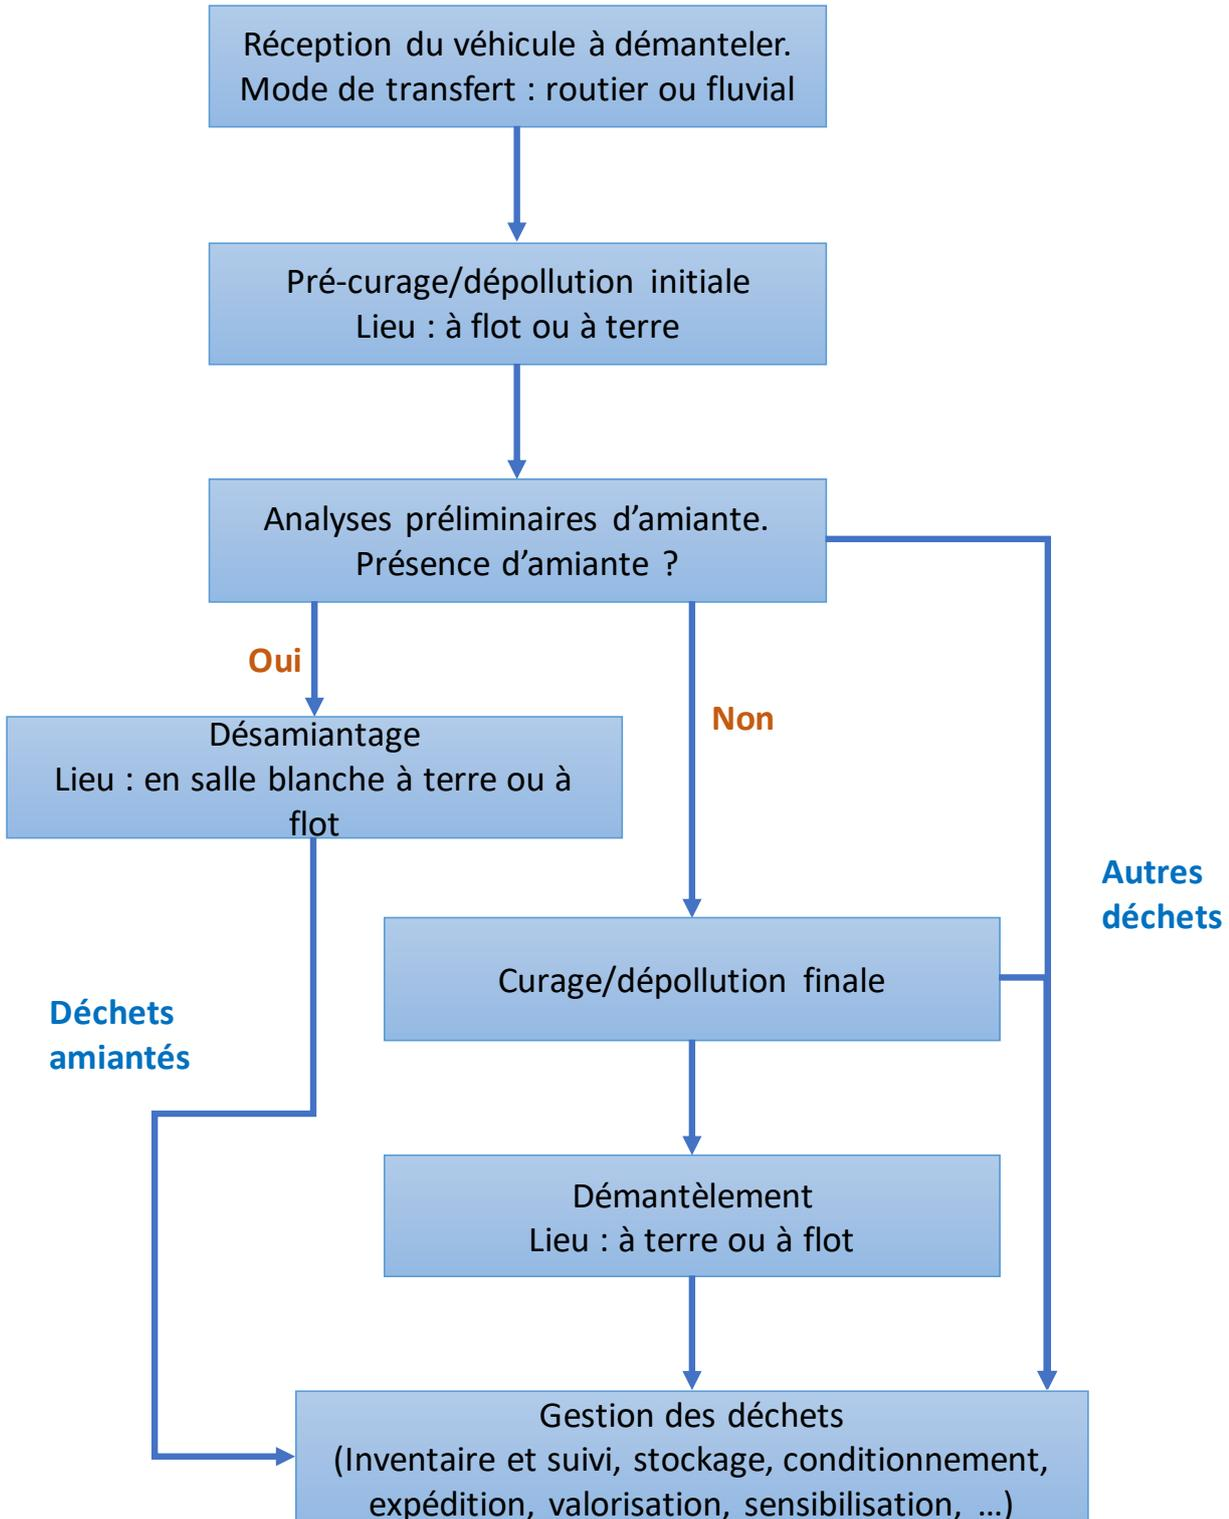 Réception du véhicule à démanteler.
Mode de transfert : routier ou fluvial
Pré-curage/dépollution initiale
Lieu : à flot ou à terre
Analyses préliminaires d’amiante.
Présence d’amiante ?
Oui
Non
Désamiantage
Lieu : en salle blanche à terre ou à
flot
Autres
déchets
Curage/dépollution finale
Déchets
amiantés
Démantèlement
Lieu : à terre ou à flot
Gestion des déchets
(Inventaire et suivi, stockage, conditionnement,
expédition, valorisation, sensibilisation, …)